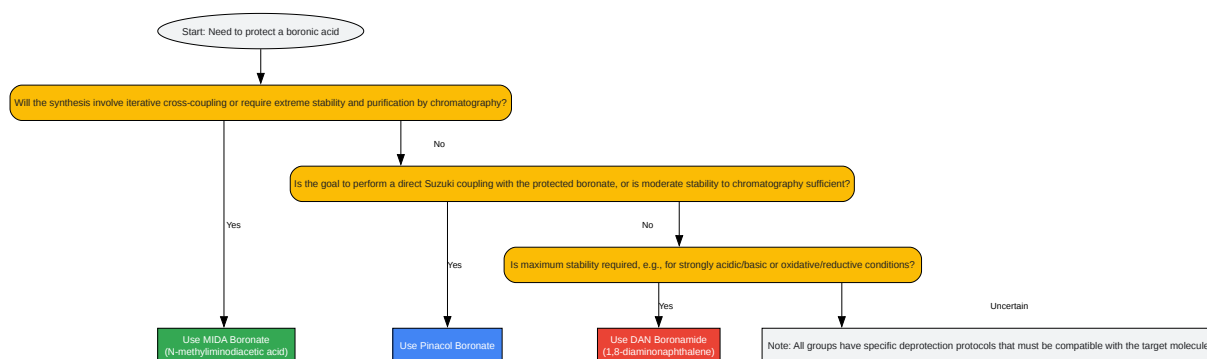 Start: Need to protect a boronic acid
Will the synthesis involve iterative cross-coupling or require extreme stability and purification by chromatography?
No
Is the goal to perform a direct Suzuki coupling with the protected boronate, or is moderate stability to chromatography sufficient?
Yes
No
Yes
Is maximum stability required, e.g., for strongly acidic/basic or oxidative/reductive conditions?
Yes
Uncertain
Use MIDA Boronate
(N-methyliminodiacetic acid)
Use Pinacol Boronate
Use DAN Boronamide
(1,8-diaminonaphthalene)
Note: All groups have specific deprotection protocols that must be compatible with the target molecule